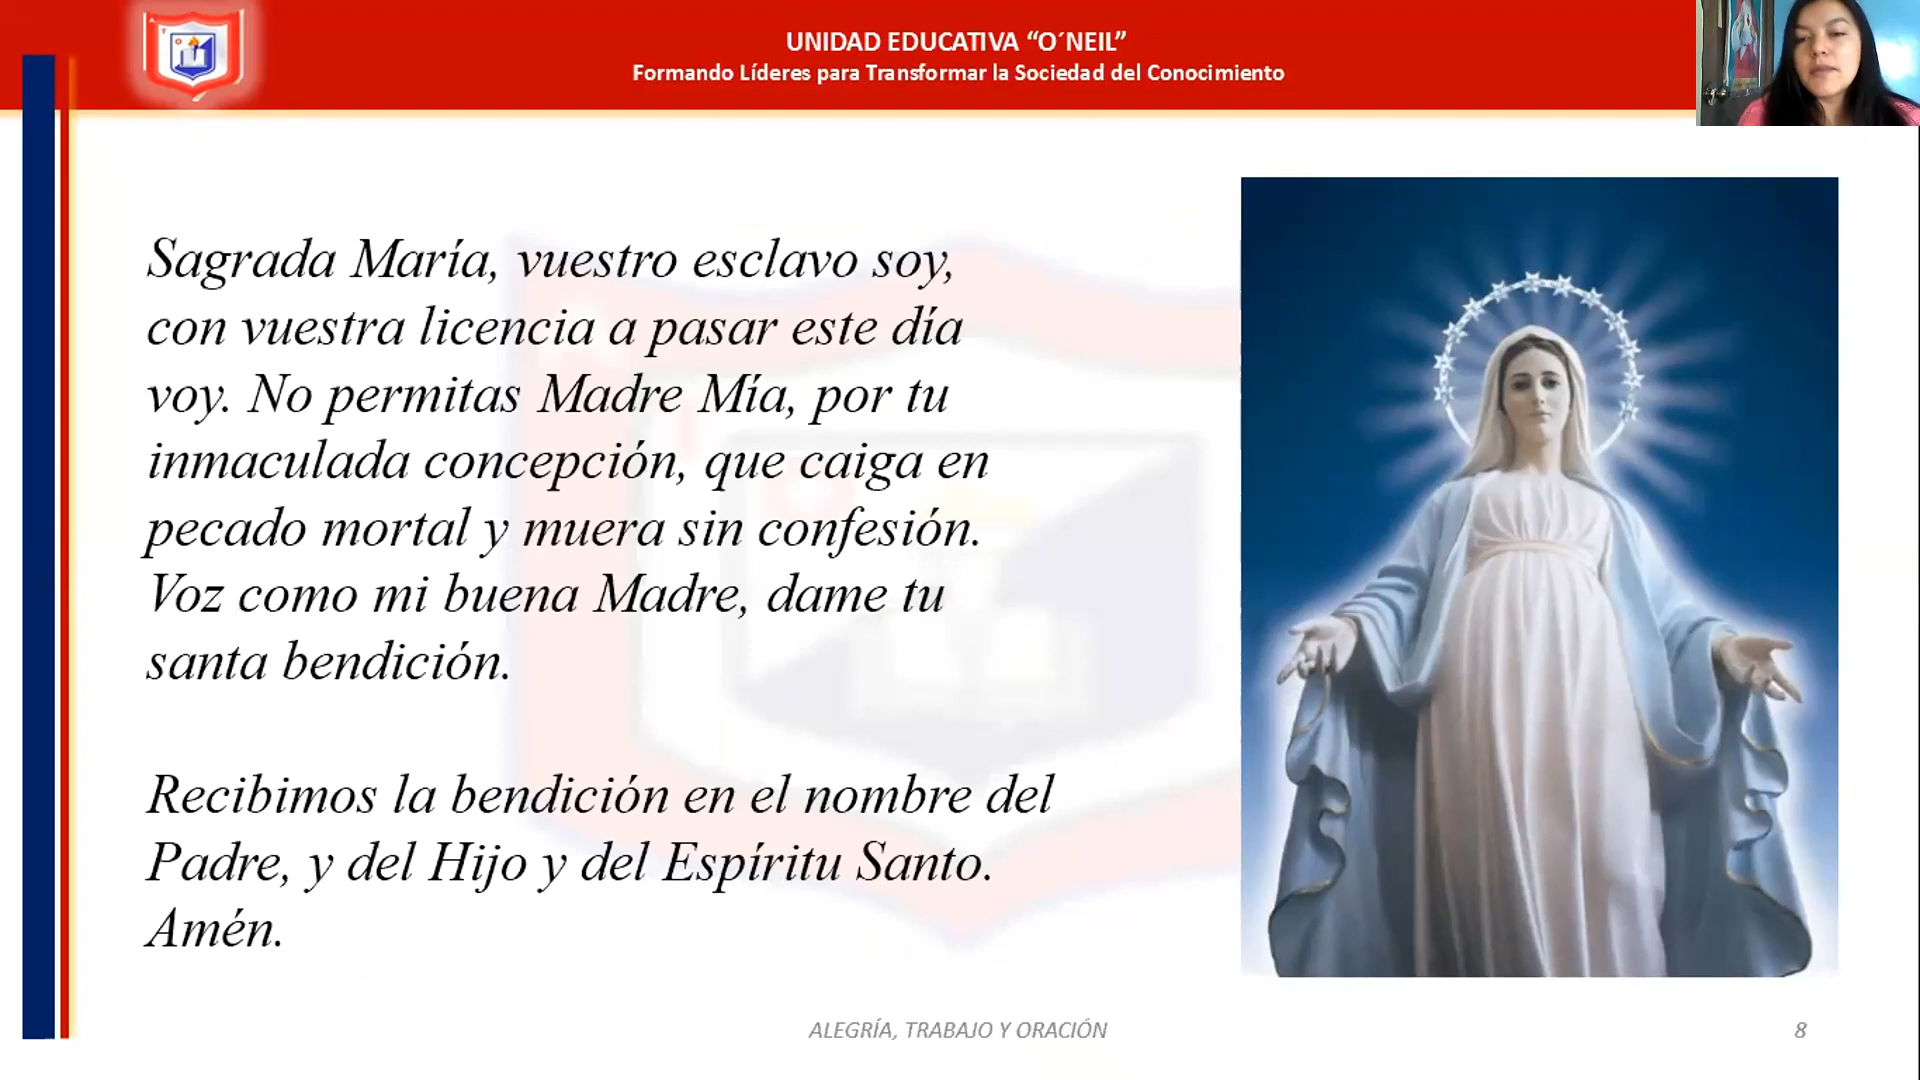 UNIDAD EDUCATIVA “O´NEIL”
Formando Líderes para Transformar la Sociedad del Conocimiento
Sagrada María, vuestro esclavo soy,
con vuestra licencia a pasar este día
voy. No permitas Madre Mía, por tu
inmaculada concepción, que caiga en
pecado mortal y muera sin confesión.
Voz como mi buena Madre, dame tu
santa bendición.
Recibimos la bendición en el nombre del
Padre, y del Hijo y del Espíritu Santo.
Amén.
ALEGRÍA, TRABAJO Y ORACIÓN
8